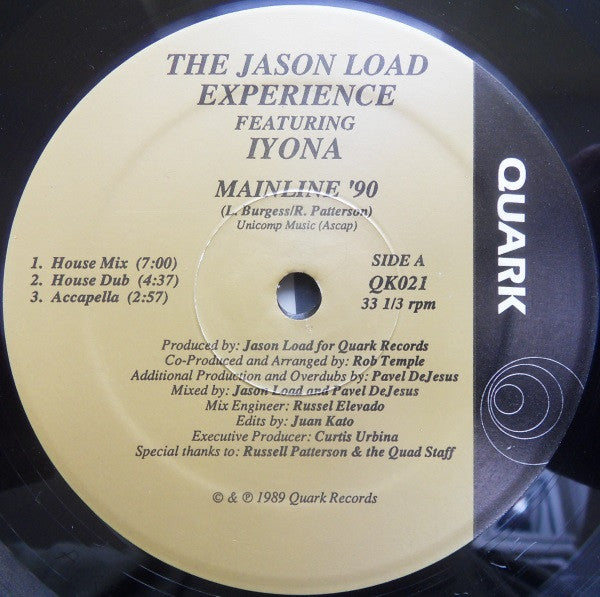 THE JASON LOAD
EXPERIENCE
FEATURING
IYONA
MAINLINE '90
(L. Burgess/R. Patterson)
Unicomp Music (Ascap)
1. House Mix (7:00)
2. House Dub (4:37)
3. Accapella (2:57)
SIDE A
QK021
33 1/3 rpm
Produced by: Jason Load for Quark Records
Co-Produced and Arranged by: Rob Temple
Additional Production and Overdubs by: Pavel DeJesus
Mixed by: Jason Load and Pavel DeJesus
Mix Engineer: Russel Elevado
Edits by: Juan Kato
Executive Producer: Curtis Urbina
Special thanks to: Russell Patterson & the Quad Staff
© & ℗ 1989 Quark Records
QUARK